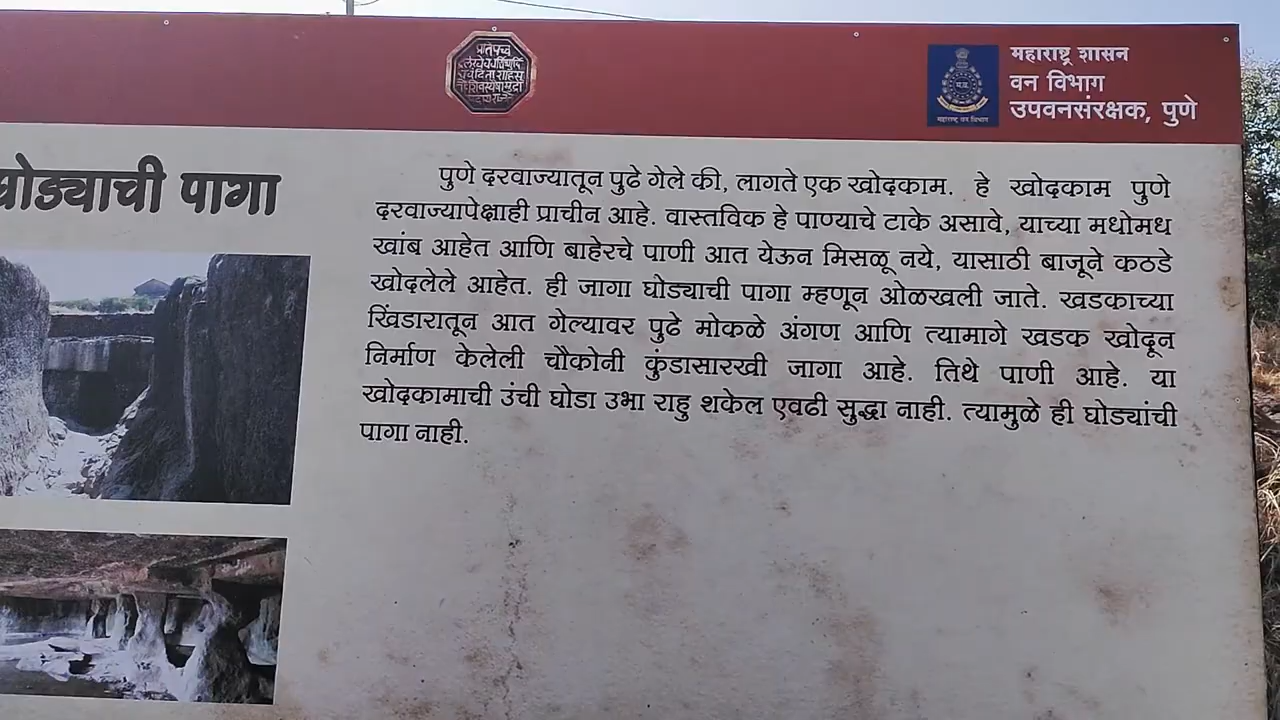 महाराष्ट्र शासन
वन विभाग
उपवनसंरक्षक, पुणे
महाराष्ट्र वन विभाग
घोड्याची पागा
पुणे दरवाज्यातून पुढे गेले की, लागते एक खोदकाम. हे खोदकाम पुणे
दरवाज्यापेक्षाही प्राचीन आहे. वास्तविक हे पाण्याचे टाके असावे, याच्या मधोमध
खांब आहेत आणि बाहेरचे पाणी आत येऊन मिसळू नये, यासाठी बाजूने कठडे
खोदलेले आहेत. ही जागा घोड्याची पागा म्हणून ओळखली जाते. खडकाच्या
खिंडारातून आत गेल्यावर पुढे मोकळे अंगण आणि त्यामागे खडक खोदून
निर्माण केलेली चौकोनी कुंडासारखी जागा आहे. तिथे पाणी आहे. या
खोदकामाची उंची घोडा उभा राहु शकेल एवढी सुद्धा नाही. त्यामुळे ही घोड्यांची
पागा नाही.